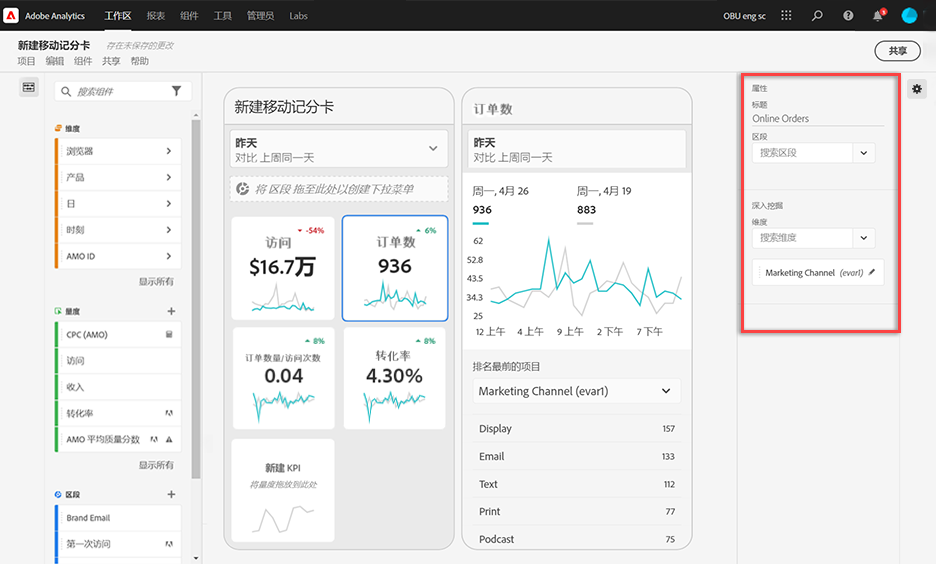 Adobe Analytics 工作区 报表 组件 工具 管理员 Labs OBU eng sc
新建移动记分卡 存在未保存的更改
项目 编辑 组件 共享 帮助
共享
搜索组件
维度
浏览器
产品
日
时刻
AMO ID
显示所有
量度
CPC (AMO)
访问
收入
转化率
AMO 平均质量分数
显示所有
区段
Brand Email
第一次访问
新建移动记分卡
昨天
对比 上周同一天
将 区段 拖至此处以创建下拉菜单
-54%
访问
$16.7万
6%
订单数
936
8%
订单数量/访问次数
0.04
8%
转化率
4.30%
新建 KPI
将量度拖放到此处
订单数
昨天
对比 上周同一天
周一, 4月 26 周一, 4月 19
936 883
62
52.8
43.5
34.3
25
12 上午 4 上午 9 上午 2 下午 7 下午
排名最前的项目
Marketing Channel (evar1)
Display 157
Email 133
Text 112
Print 77
Podcast 75
属性
标题
Online Orders
区段
搜索区段
深入挖掘
维度
搜索维度
Marketing Channel (evar1)